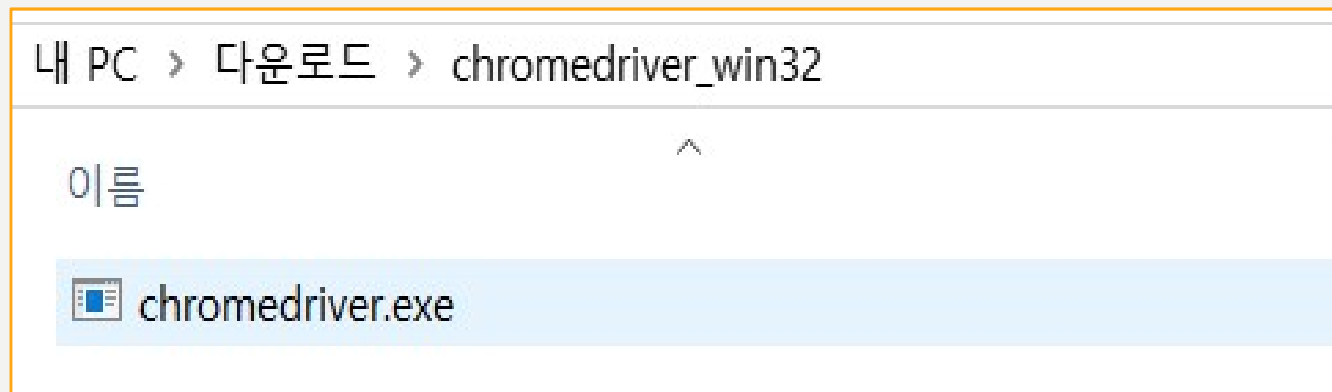 내 PC > 다운로드 > chromedriver_win32
이름
chromedriver.exe